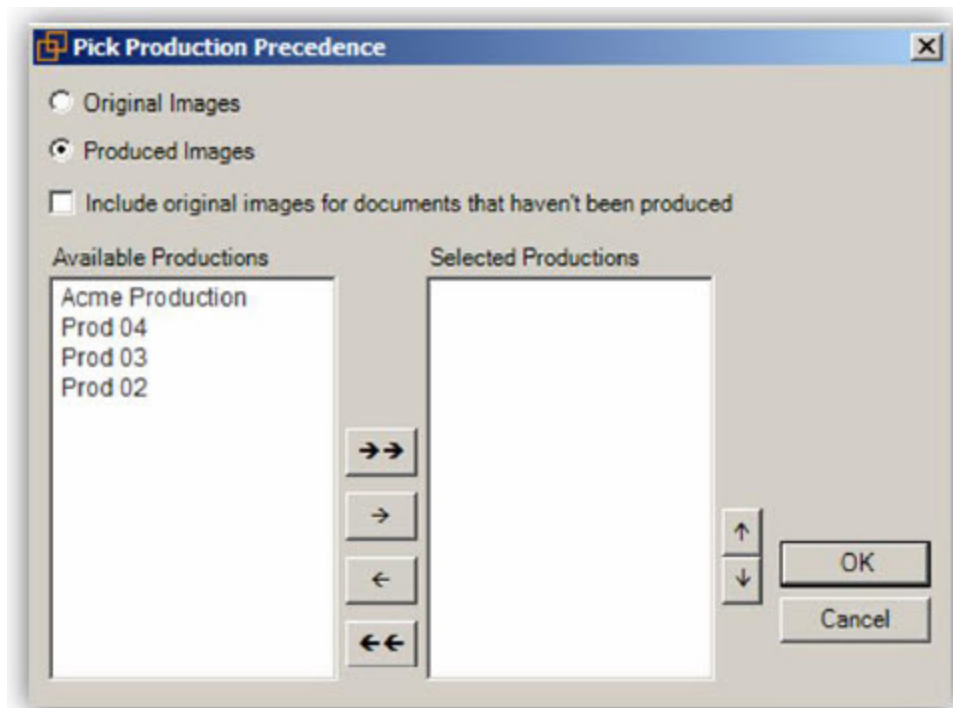 Pick Production Precedence
Original Images
Produced Images
Include original images for documents that haven't been produced
Available Productions
Selected Productions
Acme Production
Prod 04
Prod 03
Prod 02
OK
Cancel